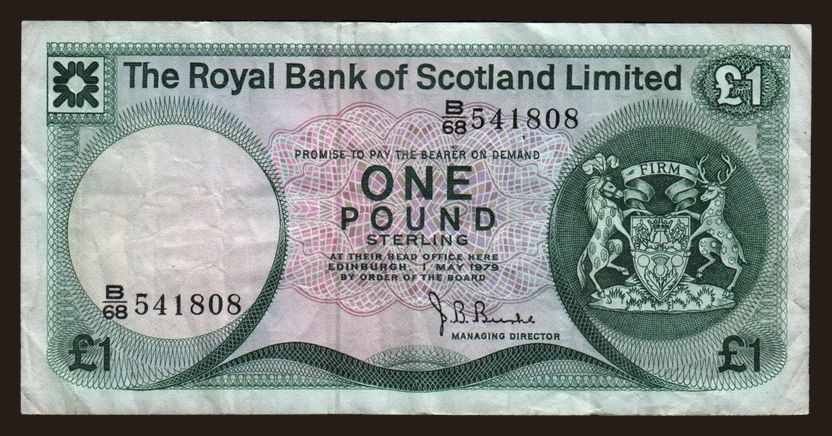 The Royal Bank of Scotland Limited
£1
B/68 541808
PROMISE TO PAY THE BEARER ON DEMAND
ONE
POUND
STERLING
AT THEIR HEAD OFFICE HERE
EDINBURGH. 1 MAY 1979
BY ORDER OF THE BOARD
FIRM
B/68 541808
J. B. Burke
MANAGING DIRECTOR
£1
£1